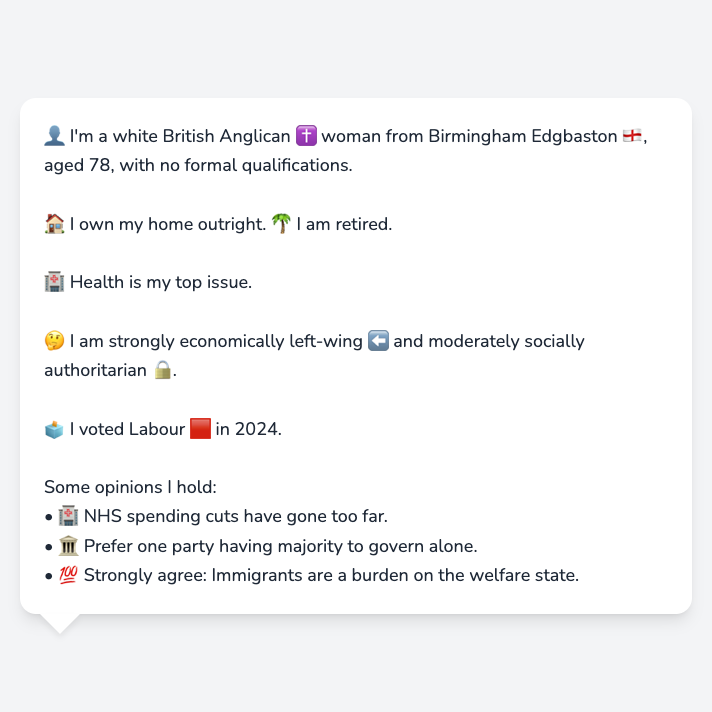 👤 I'm a white British Anglican ✝️ woman from Birmingham Edgbaston 🏴󠁧󠁢󠁥󠁮󠁧󠁿,
aged 78, with no formal qualifications.
🏠 I own my home outright. 🌴 I am retired.
🏥 Health is my top issue.
🤔 I am strongly economically left-wing ⬅️ and moderately socially
authoritarian 🔒.
🗳️ I voted Labour 🟥 in 2024.
Some opinions I hold:
• 🏥 NHS spending cuts have gone too far.
• 🏛️ Prefer one party having majority to govern alone.
• 💯 Strongly agree: Immigrants are a burden on the welfare state.